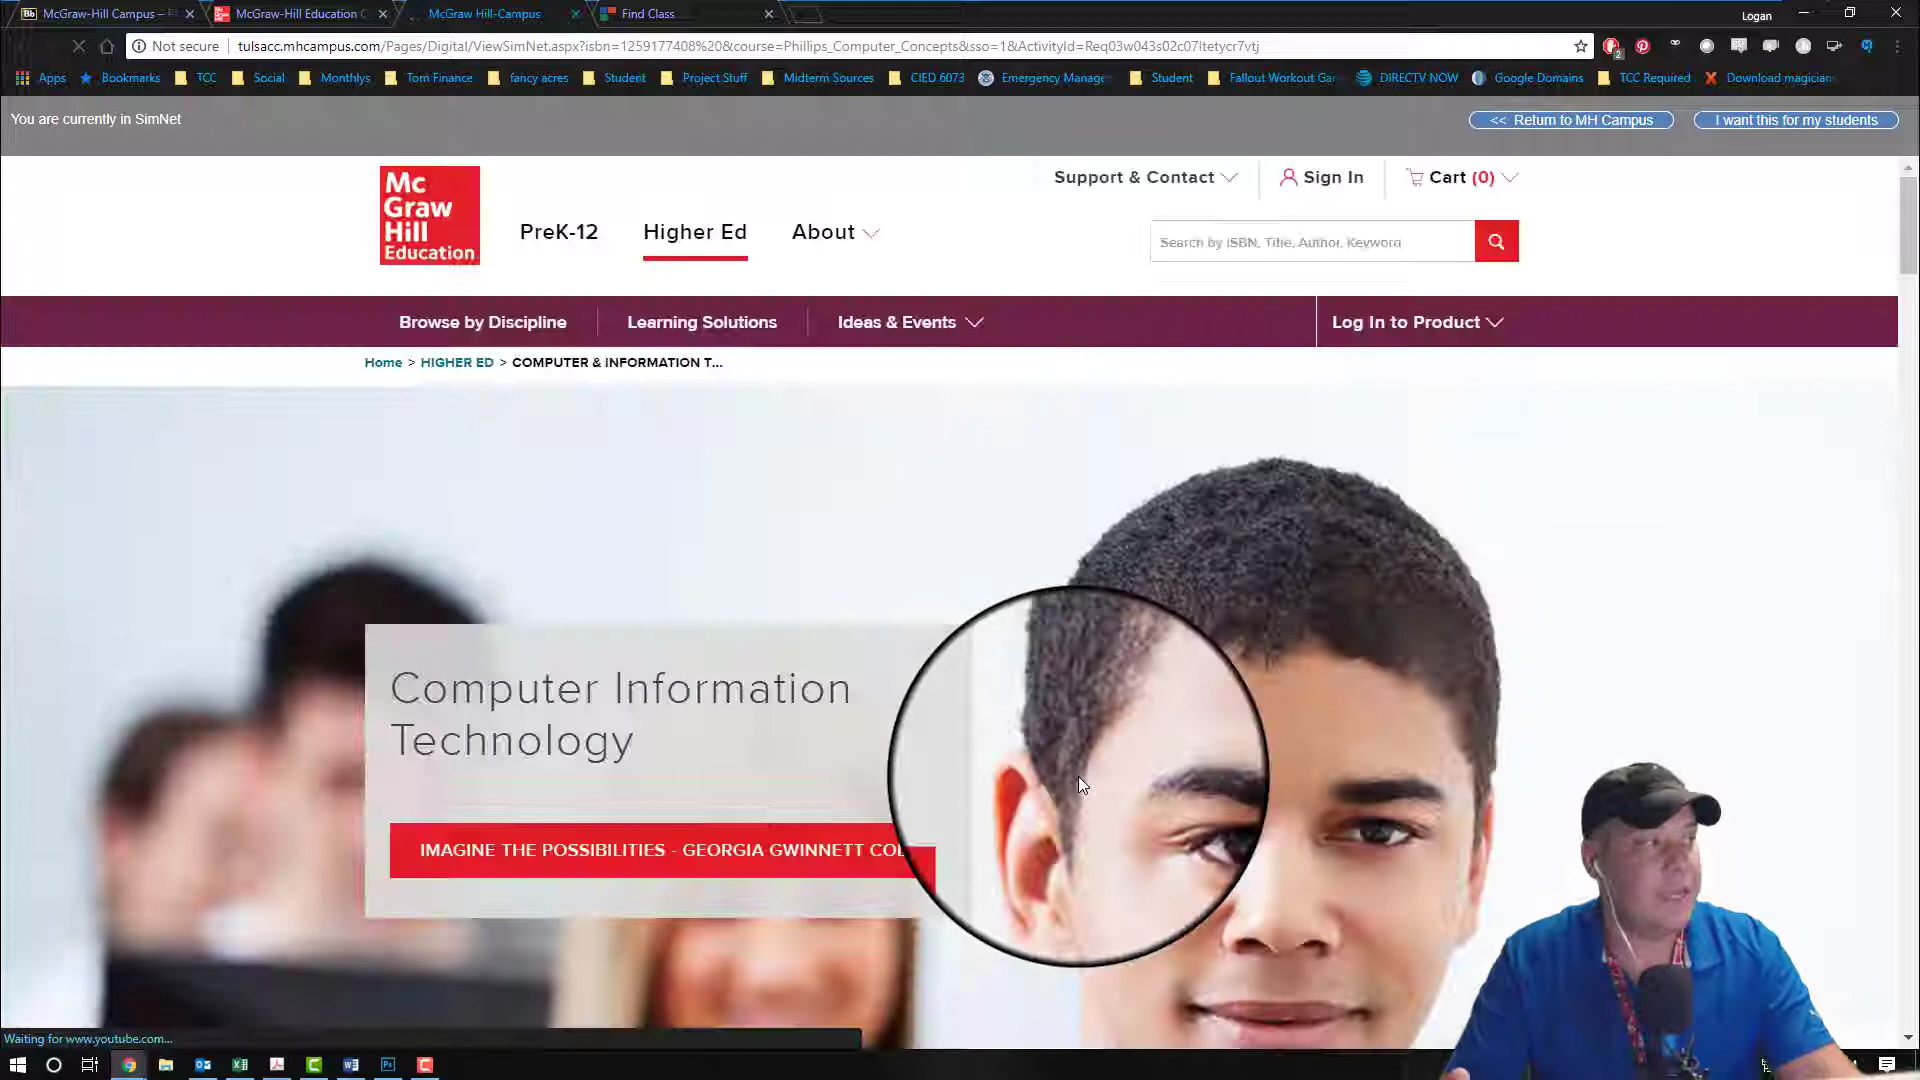 McGraw-Hill Campus –
McGraw-Hill Education C
McGraw Hill-Campus
Find Class
Logan
Not secure
tulsacc.mhcampus.com/Pages/Digital/ViewSimNet.aspx?isbn=1259177408%20&course=Phillips_Computer_Concepts&sso=1&ActivityId=Req03w043s02c07ltetycr7vtj
Apps Bookmarks TCC Social Monthlys Tom Finance fancy acres Student Project Stuff Midterm Sources CIED 6073 Emergency Manage Student Fallout Workout Gar DIRECTV NOW Google Domains TCC Required Download magician
You are currently in SimNet
<< Return to MH Campus
I want this for my students
Mc
Graw
Hill
Education
Support & Contact
Sign In
Cart (0)
PreK-12
Higher Ed
About
Search by ISBN, Title, Author, Keyword
Browse by Discipline
Learning Solutions
Ideas & Events
Log In to Product
Home > HIGHER ED > COMPUTER & INFORMATION T...
Computer Information
Technology
IMAGINE THE POSSIBILITIES - GEORGIA GWINNETT
Waiting for www.youtube.com...